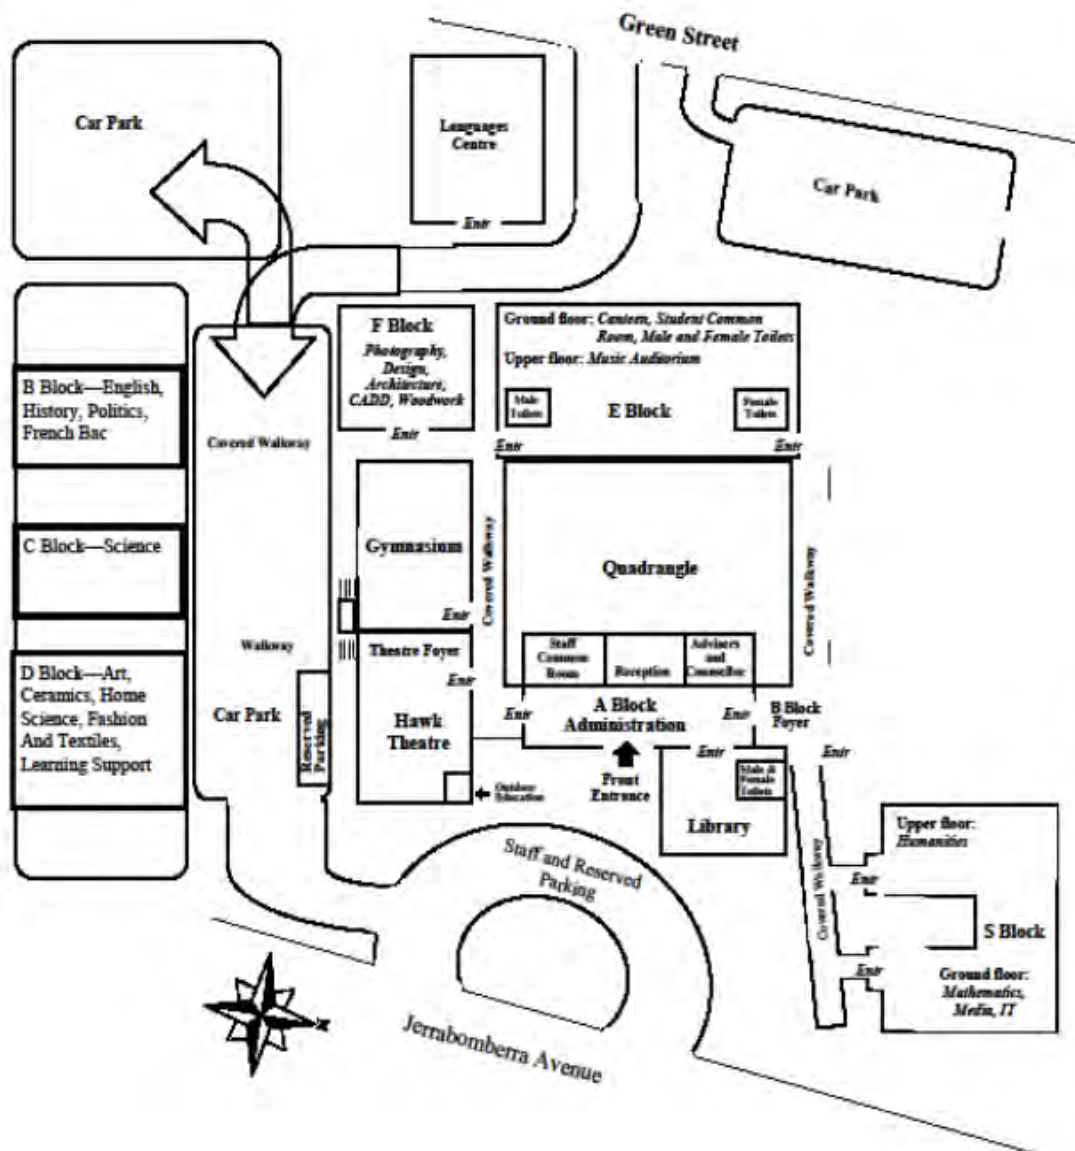 Green Street
Car Park
Languages
Centre
Entr
Car Park
F Block
Photography,
Design,
Architecture,
CADD, Woodwork
Entr
Ground floor: Canteen, Student Common
Room, Male and Female Toilets
Upper floor: Music Auditorium
Male
Toilets
E Block
Female
Toilets
Entr
Entr
B Block—English,
History, Politics,
French Bac
Covered Walkway
Gymnasium
Entr
Covered Walkway
Quadrangle
Covered Walkway
C Block—Science
Walkway
Theatre Foyer
Entr
Staff
Common
Room
Reception
Advisers
and
Counsellor
D Block—Art,
Ceramics, Home
Science, Fashion
And Textiles,
Learning Support
Car Park
Reserved
Parking
Hawk
Theatre
Entr
A Block
Administration
Entr
B Block
Foyer
Entr
Entr
Front
Entrance
Outdoor
Education
Male &
Female
Toilets
Library
Covered Walkway
Upper floor:
Humanities
Entr
S Block
Entr
Ground floor:
Mathematics,
Media, IT
Staff and Reserved
Parking
Jerrabomberra Avenue